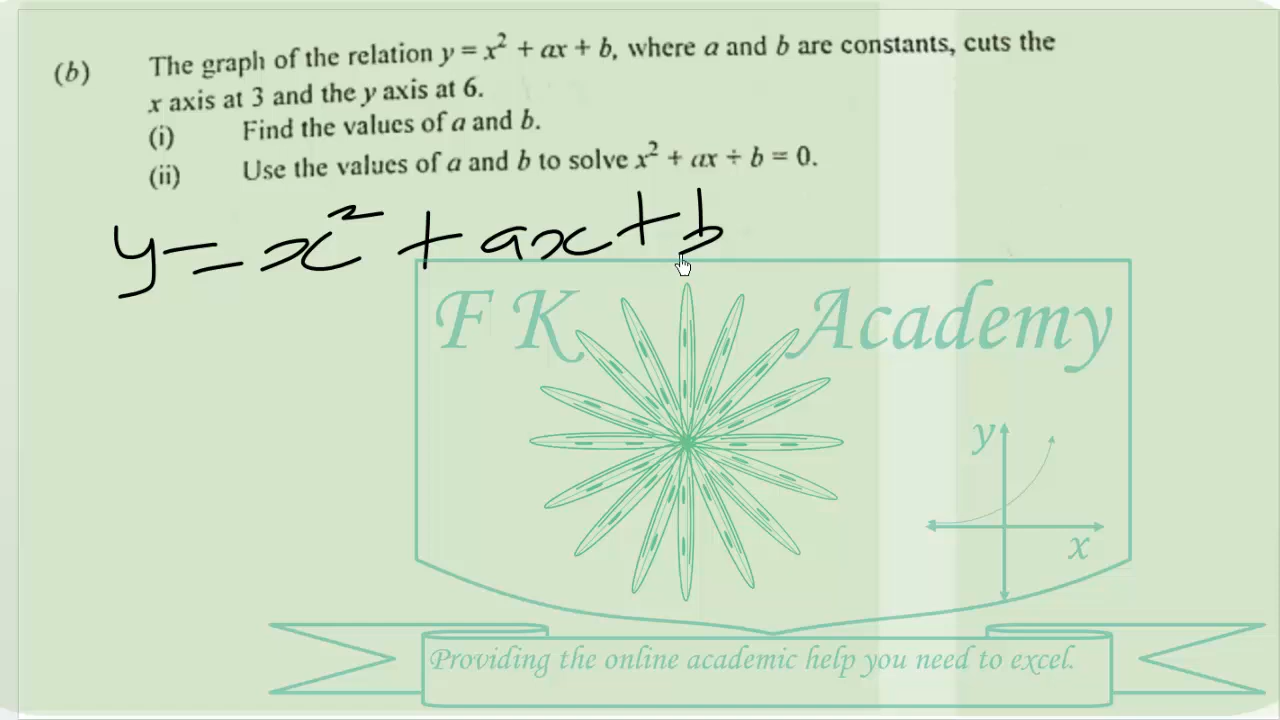 (b) The graph of the relation y = x² + ax + b, where a and b are constants, cuts the
x axis at 3 and the y axis at 6.
(i) Find the values of a and b.
(ii) Use the values of a and b to solve x² + ax ÷ b = 0.
y = x² + ax + b
F K Academy
y
x
Providing the online academic help you need to excel.